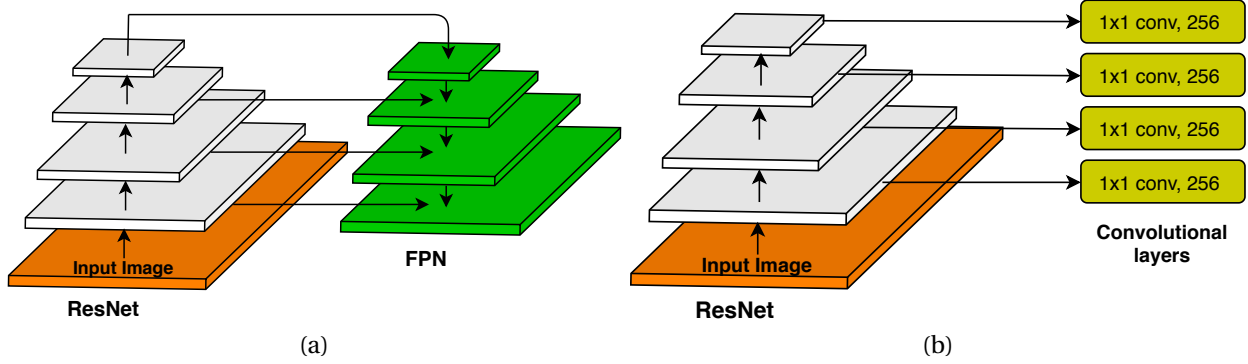 Input Image
ResNet
FPN
(a)
1x1 conv, 256
1x1 conv, 256
1x1 conv, 256
1x1 conv, 256
Convolutional
layers
Input Image
ResNet
(b)